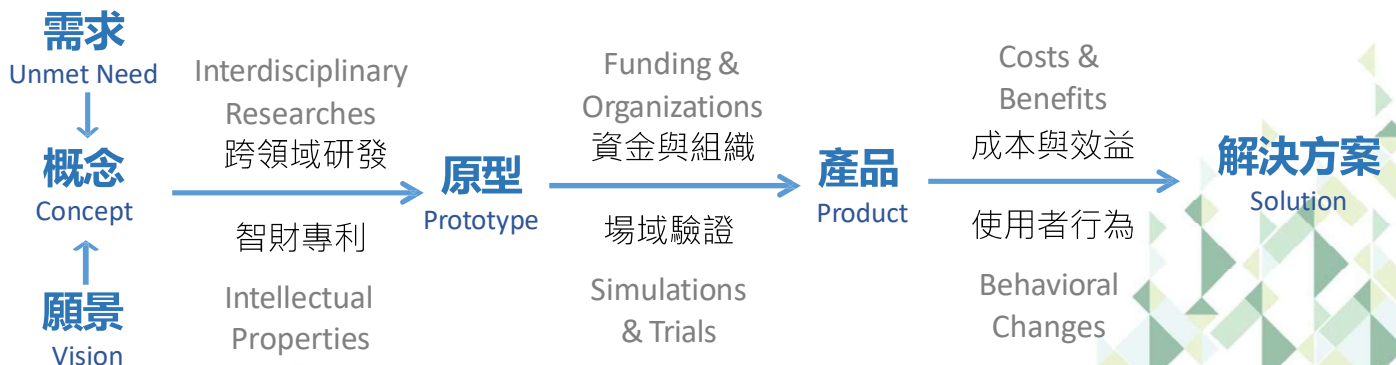 需求
Unmet Need
概念
Concept
願景
Vision
Interdisciplinary
Researches
跨領域研發
智財專利
Intellectual
Properties
原型
Prototype
Funding &
Organizations
資金與組織
場域驗證
Simulations
& Trials
產品
Product
Costs &
Benefits
成本與效益
使用者行為
Behavioral
Changes
解決方案
Solution